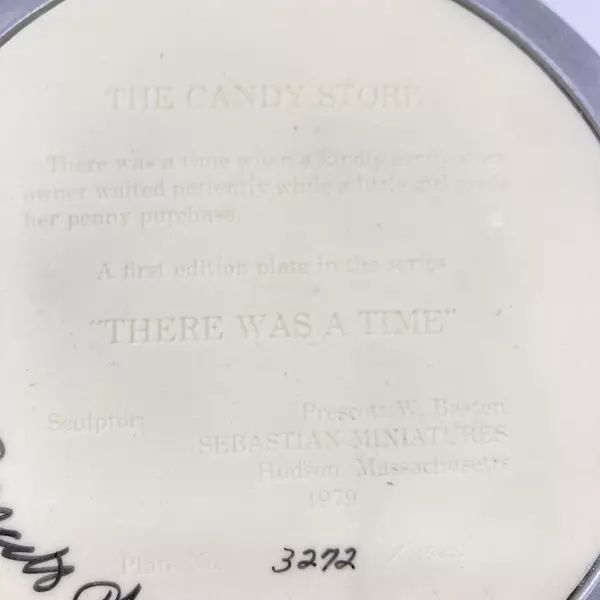 THE CANDY STORE
There was a time when a kindly candy store
owner waited patiently while a little girl made
her penny purchase.
A first edition plate in the series
"THERE WAS A TIME"
Sculptor: Prescott W. Baston
SEBASTIAN MINIATURES
Hudson, Massachusetts
1979
Plate No. 3272 /